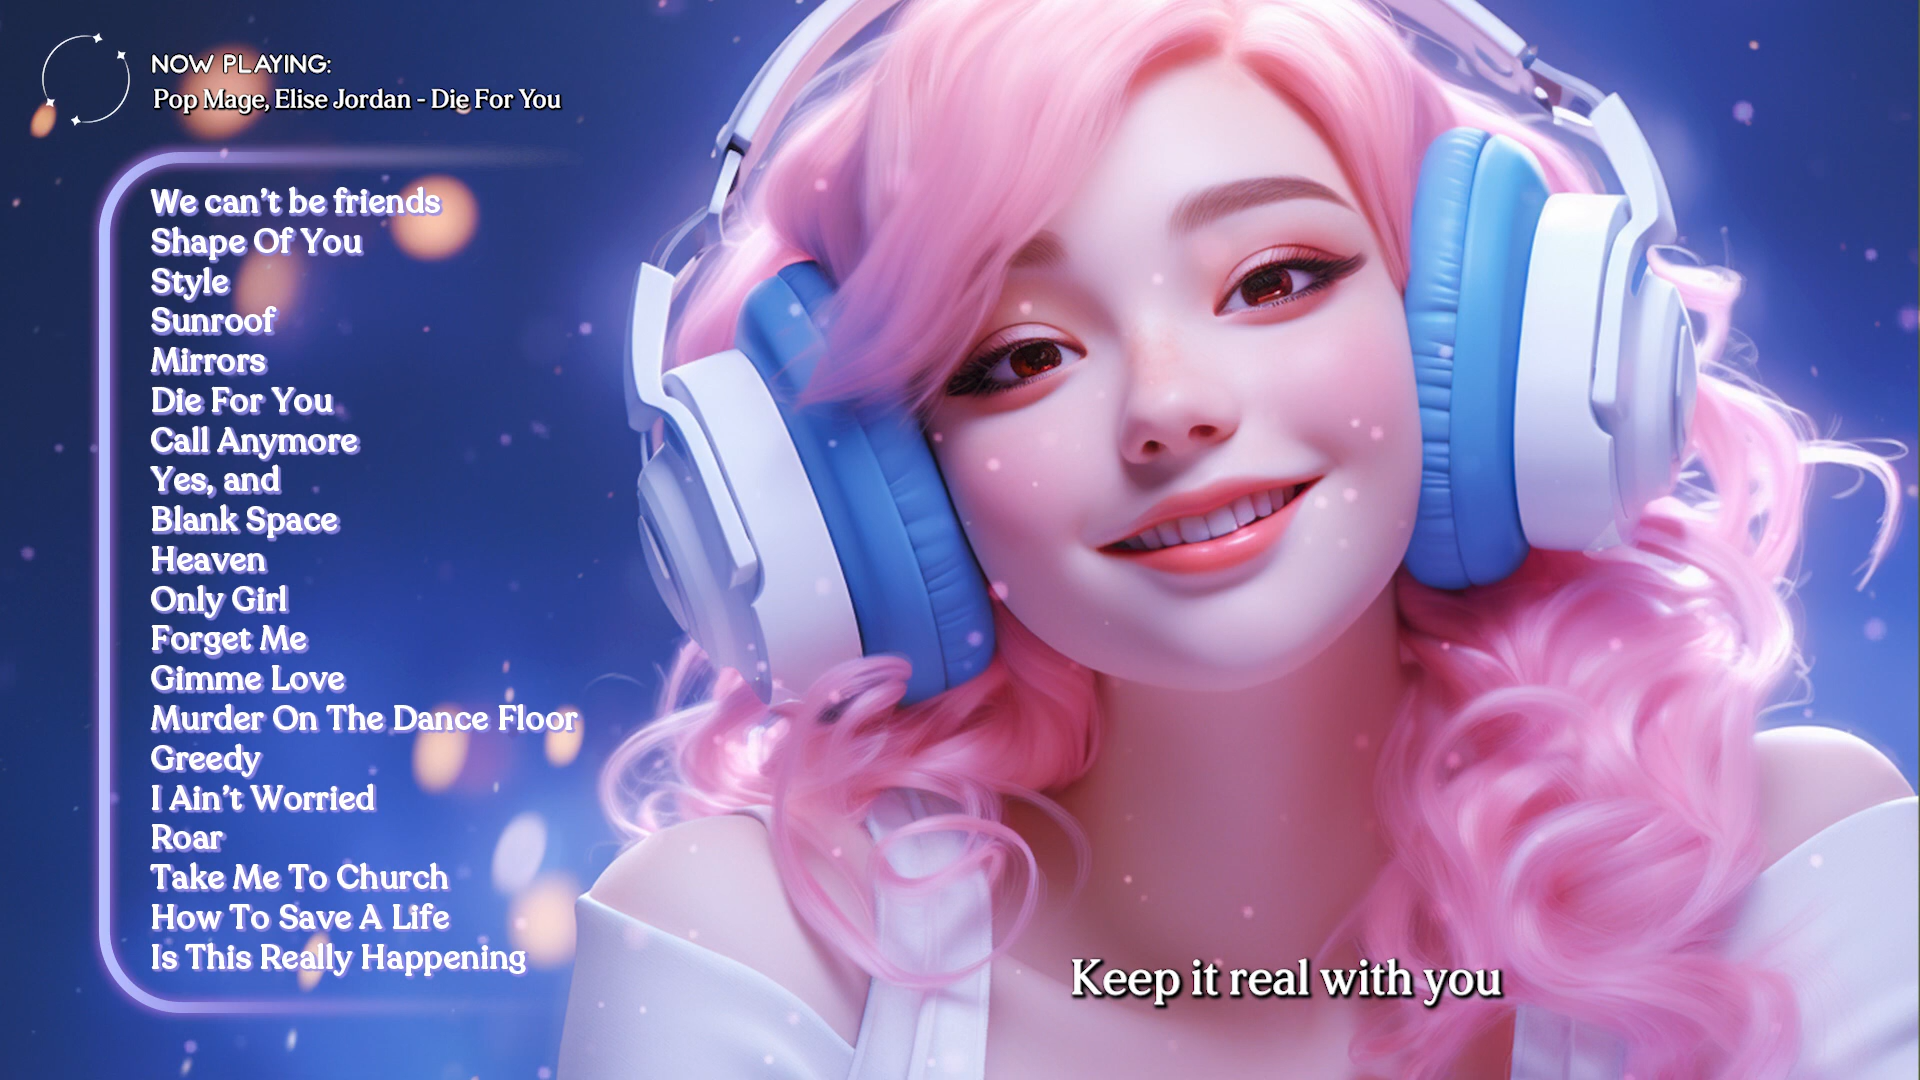 NOW PLAYING:
Pop Mage, Elise Jordan - Die For You
We can't be friends
Shape Of You
Style
Sunroof
Mirrors
Die For You
Call Anymore
Yes, and
Blank Space
Heaven
Only Girl
Forget Me
Gimme Love
Murder On The Dance Floor
Greedy
I Ain't Worried
Roar
Take Me To Church
How To Save A Life
Is This Really Happening
Keep it real with you